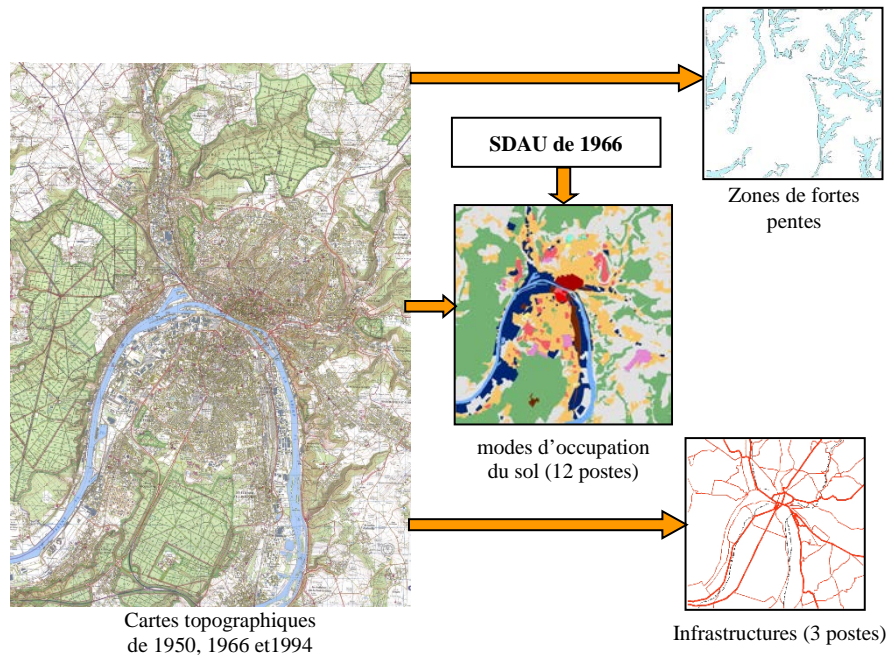 SDAU de 1966
Zones de fortes
pentes
modes d'occupation
du sol (12 postes)
Cartes topographiques
de 1950, 1966 et1994
Infrastructures (3 postes)